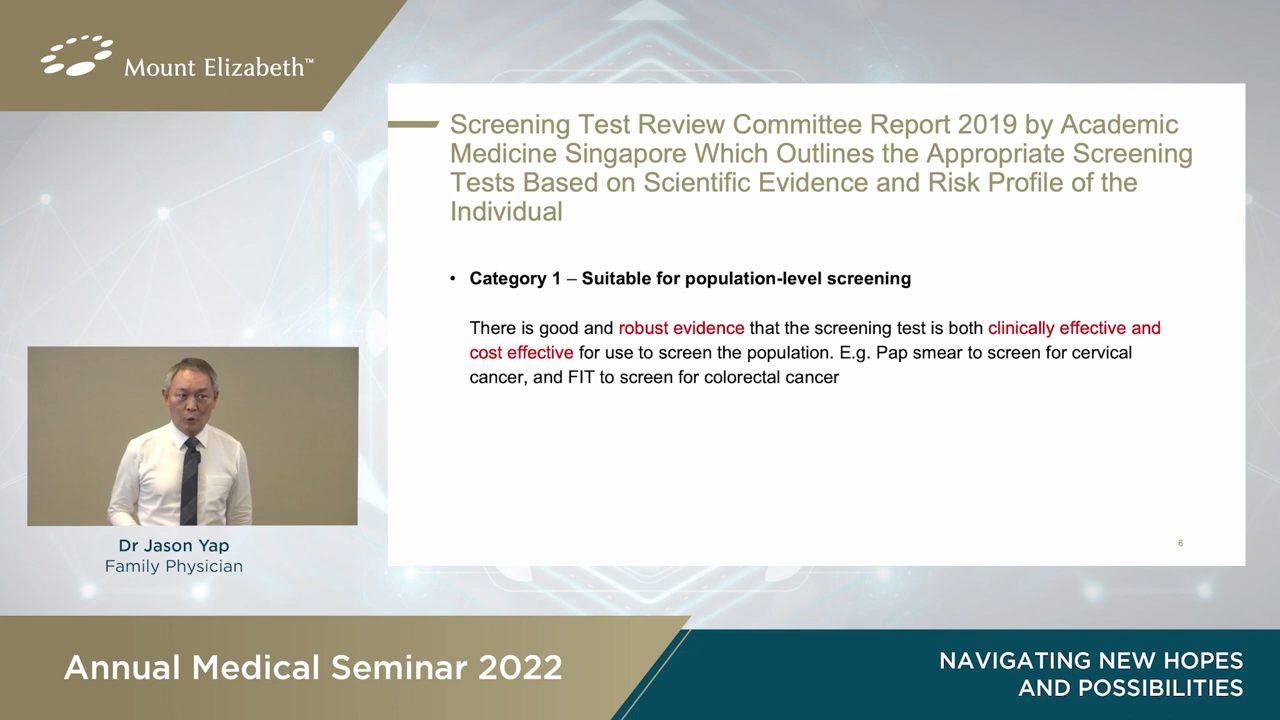 Mount Elizabeth™
Screening Test Review Committee Report 2019 by Academic
Medicine Singapore Which Outlines the Appropriate Screening
Tests Based on Scientific Evidence and Risk Profile of the
Individual
• Category 1 – Suitable for population-level screening
There is good and robust evidence that the screening test is both clinically effective and
cost effective for use to screen the population. E.g. Pap smear to screen for cervical
cancer, and FIT to screen for colorectal cancer
6
Dr Jason Yap
Family Physician
Annual Medical Seminar 2022
NAVIGATING NEW HOPES
AND POSSIBILITIES